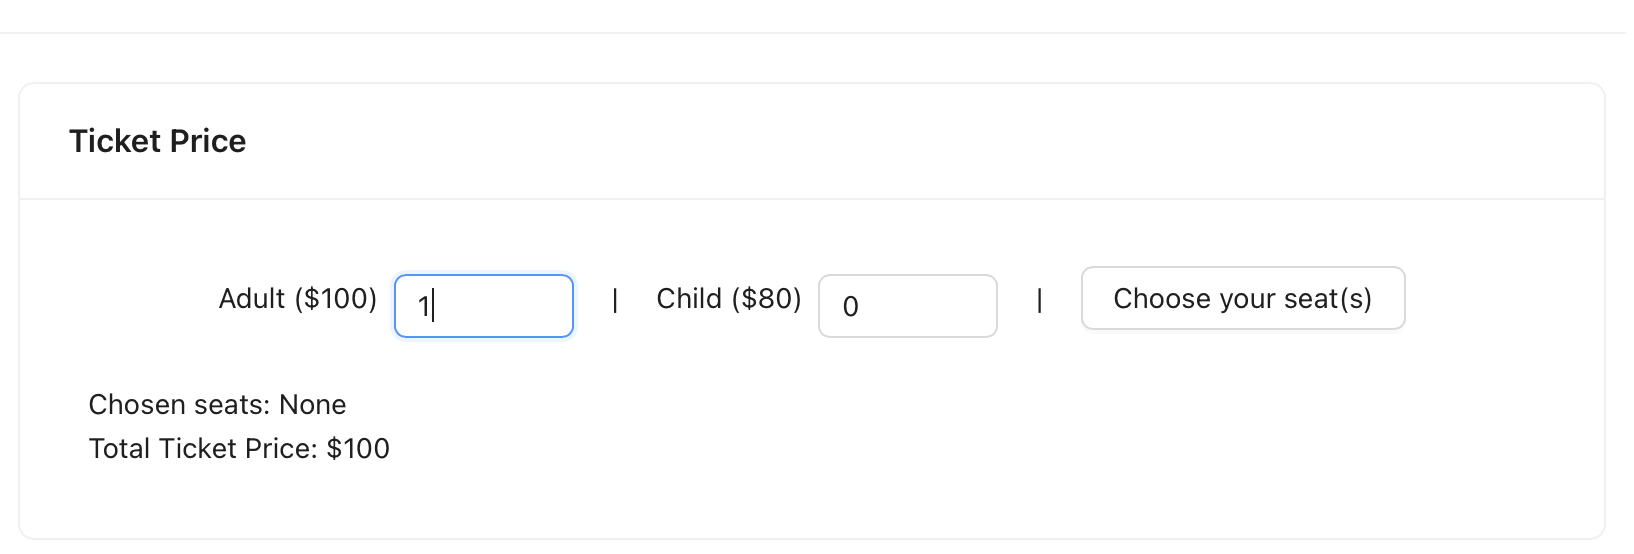 Ticket Price
Adult ($100) 1 | Child ($80) 0 | Choose your seat(s)
Chosen seats: None
Total Ticket Price: $100